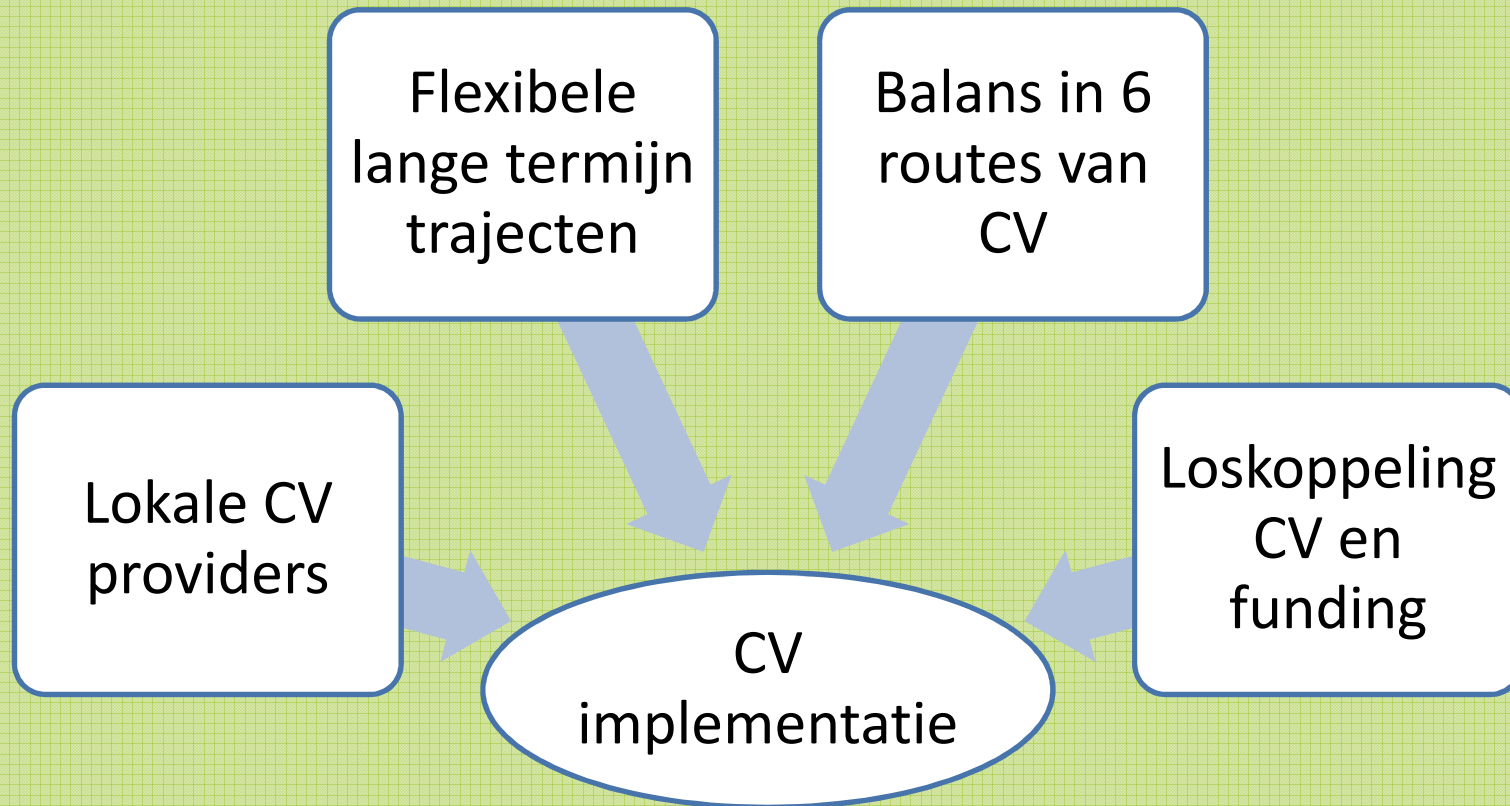 Flexibele
lange termijn
trajecten
Balans in 6
routes van
CV
Lokale CV
providers
Loskoppeling
CV en
funding
CV
implementatie